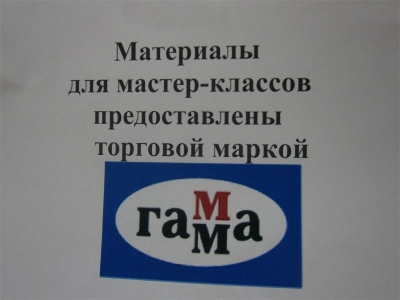 Материалы
для мастер-классов
предоставлены
торговой маркой
гамма